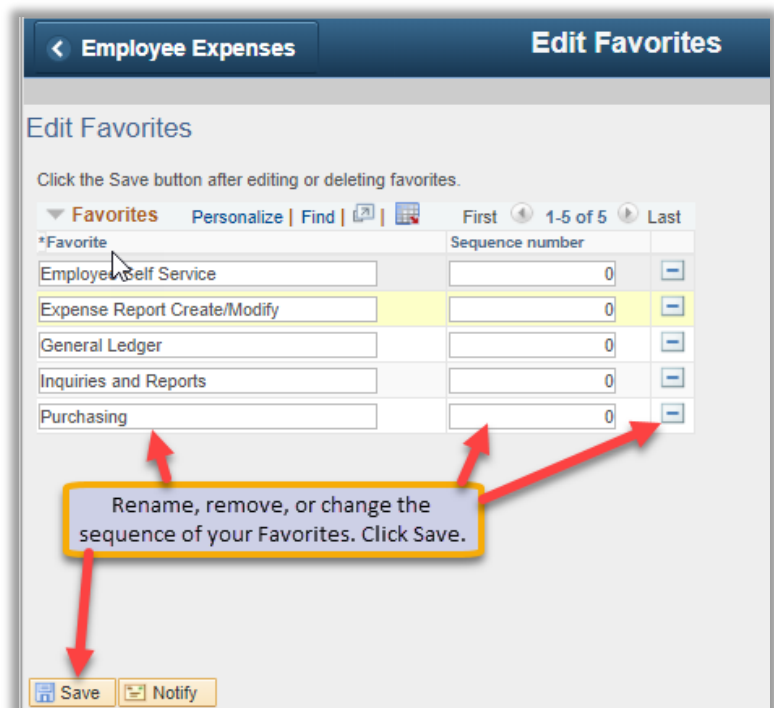 Employee Expenses
Edit Favorites
Edit Favorites
Click the Save button after editing or deleting favorites.
Favorites Personalize | Find | | First 1-5 of 5 Last
*Favorite Sequence number
Employee Self Service 0
Expense Report Create/Modify 0
General Ledger 0
Inquiries and Reports 0
Purchasing 0
Rename, remove, or change the
sequence of your Favorites. Click Save.
Save Notify